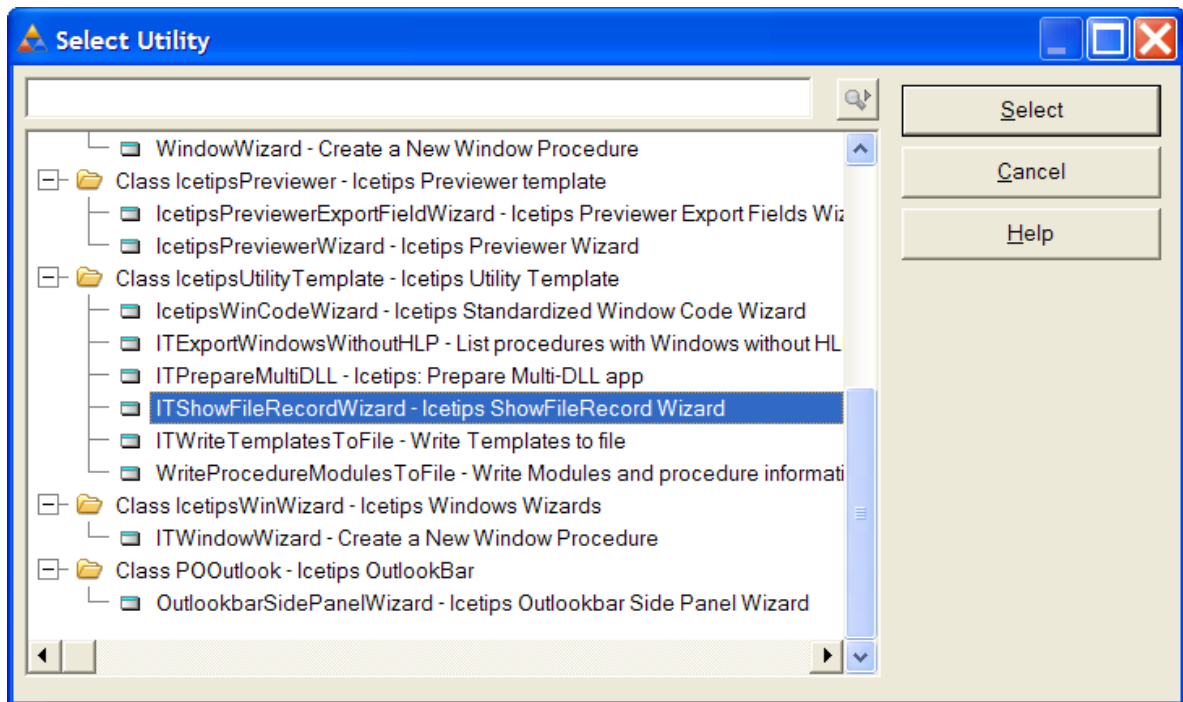 Select Utility
Select
WindowWizard - Create a New Window Procedure
Cancel
Class IcetipsPreviewer - Icetips Previewer template
IcetipsPreviewerExportFieldWizard - Icetips Previewer Export Fields Wiz
Help
IcetipsPreviewerWizard - Icetips Previewer Wizard
Class IcetipsUtilityTemplate - Icetips Utility Template
IcetipsWinCodeWizard - Icetips Standardized Window Code Wizard
ITExportWindowsWithoutHLP - List procedures with Windows without HL
ITPrepareMultiDLL - Icetips: Prepare Multi-DLL app
ITShowFileRecordWizard - Icetips ShowFileRecord Wizard
ITWriteTemplatesToFile - Write Templates to file
WriteProcedureModulesToFile - Write Modules and procedure informati
Class IcetipsWinWizard - Icetips Windows Wizards
ITWindowWizard - Create a New Window Procedure
Class POOutlook - Icetips OutlookBar
OutlookbarSidePanelWizard - Icetips Outlookbar Side Panel Wizard